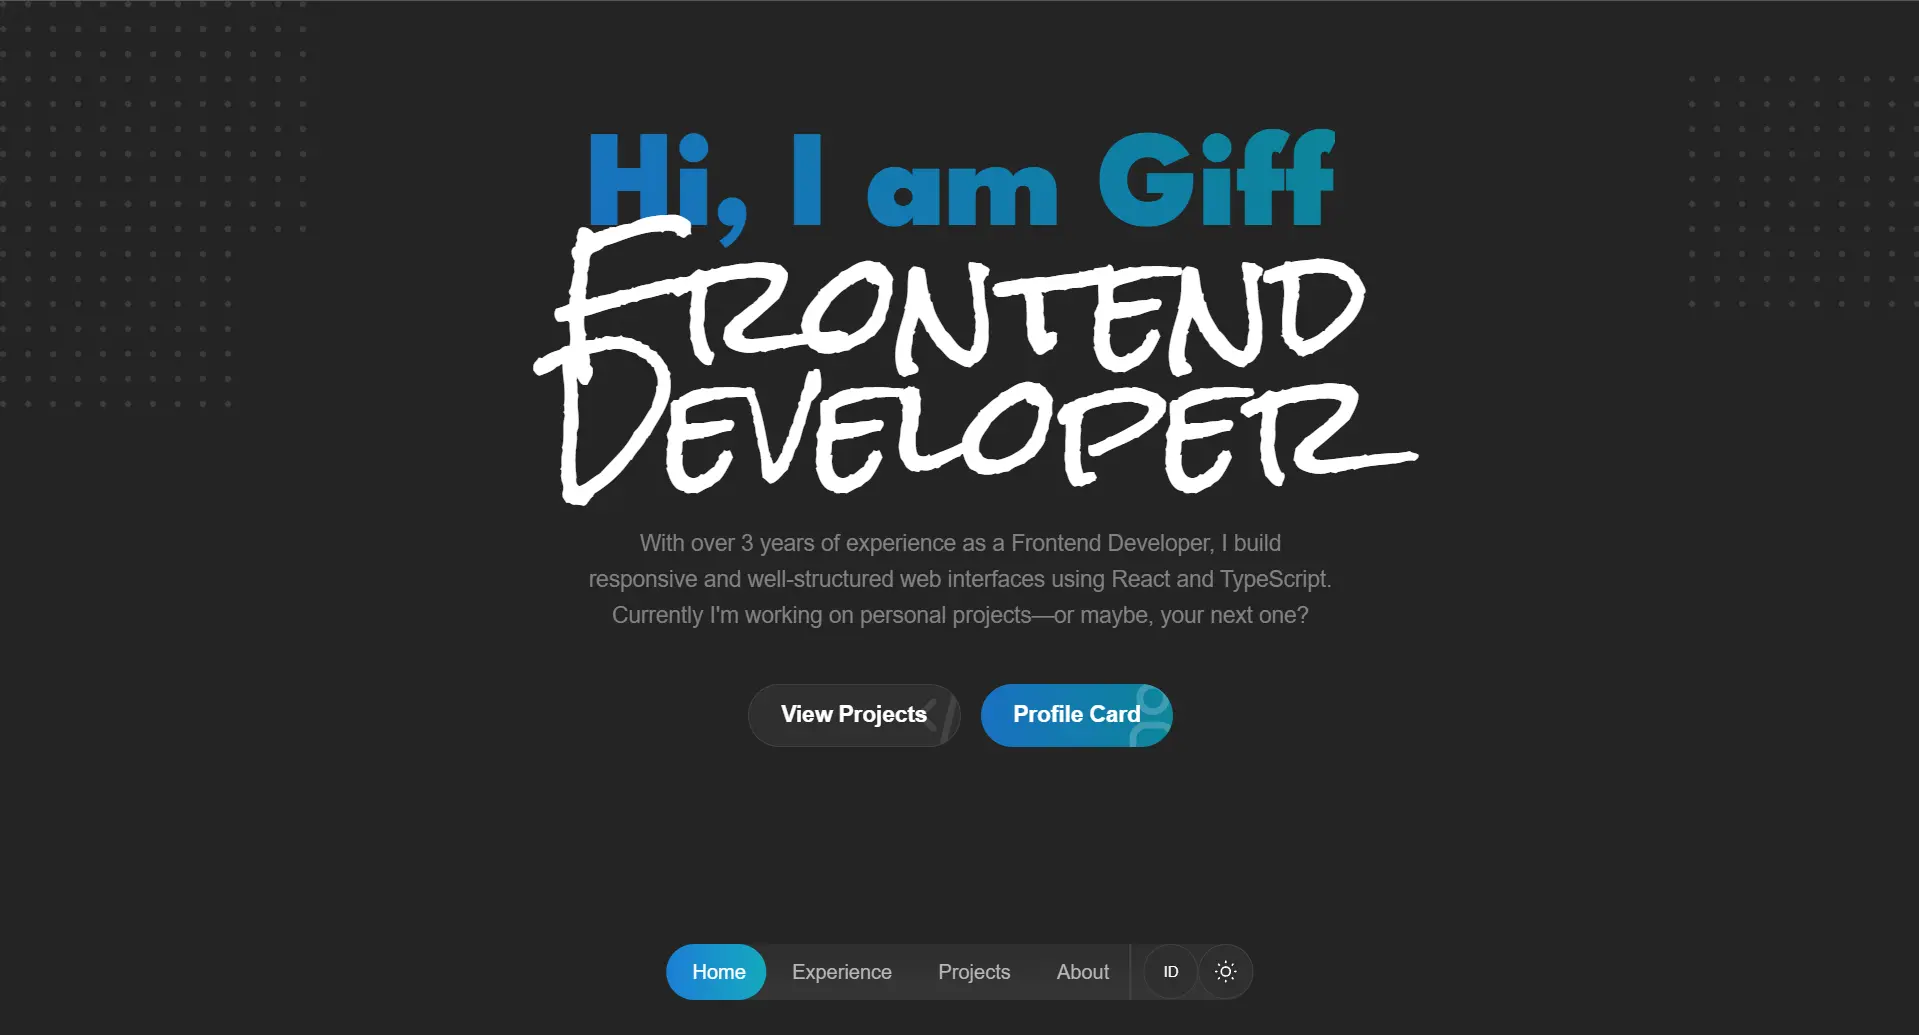 Hi, I am Giff
Frontend
Developer
With over 3 years of experience as a Frontend Developer, I build
responsive and well-structured web interfaces using React and TypeScript.
Currently I'm working on personal projects—or maybe, your next one?
View Projects
Profile Card
Home
Experience
Projects
About
ID